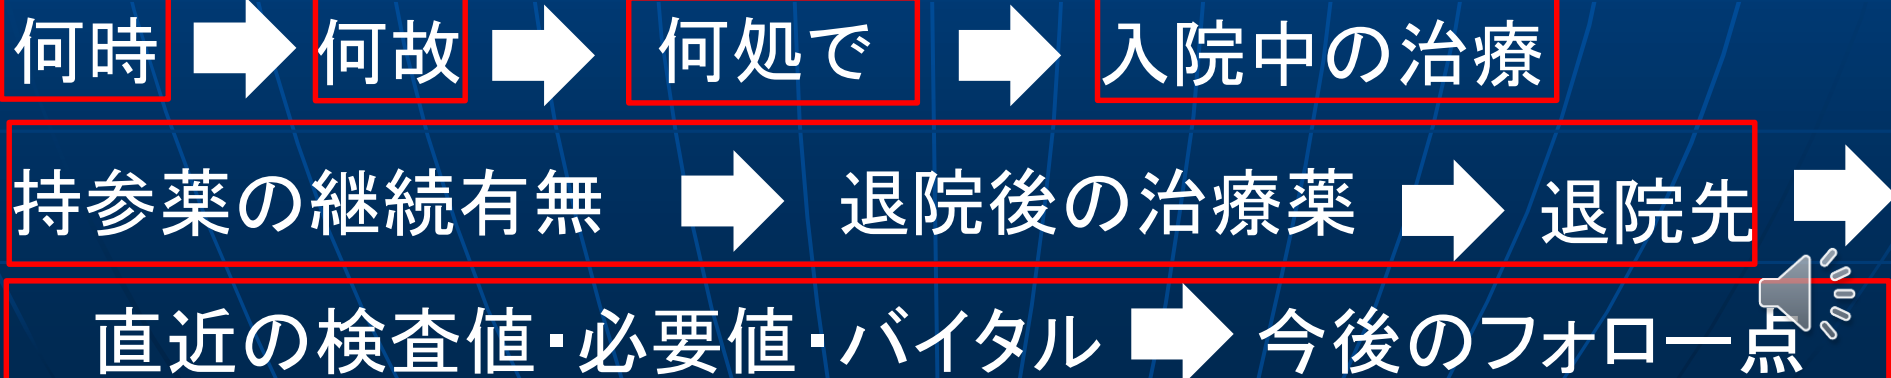 何時 何故 何処で 入院中の治療
持参薬の継続有無 退院後の治療薬 退院先
直近の検査値・必要値・バイタル 今後のフォロー点